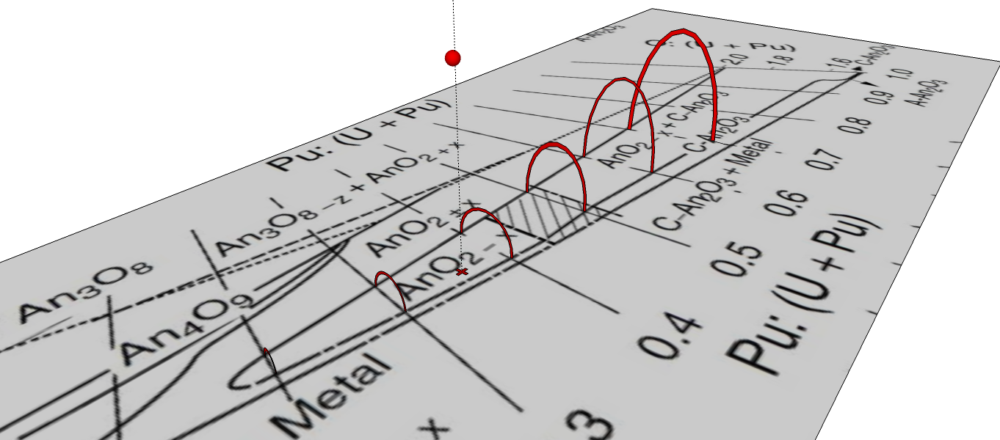 A-An₂O₃
O: (U + Pu)
2.0
1.8
1.6
C-An₂O₃
1.0
0.9
A-An₂O₃
0.8
0.7
0.6
0.5
0.4
3
Pu: (U + Pu)
Pu: (U + Pu)
An₃O₈
An₃O₈−z + AnO₂+x
An₄O₉
AnO₂+x
AnO₂−x
AnO₂−x + C-An₂O₃
C-An₂O₃
C-An₂O₃ + Metal
Metal
x